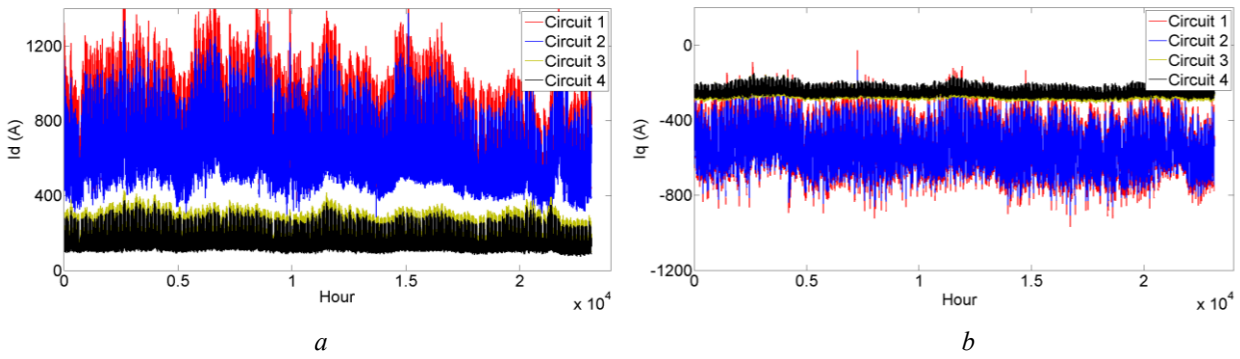 Circuit 1
Circuit 2
Circuit 3
Circuit 4
1200
800
400
0
Id (A)
0
0.5
1
1.5
2
x 10^4
Hour
a
Circuit 1
Circuit 2
Circuit 3
Circuit 4
0
-400
-800
-1200
Iq (A)
0
0.5
1
1.5
2
x 10^4
Hour
b